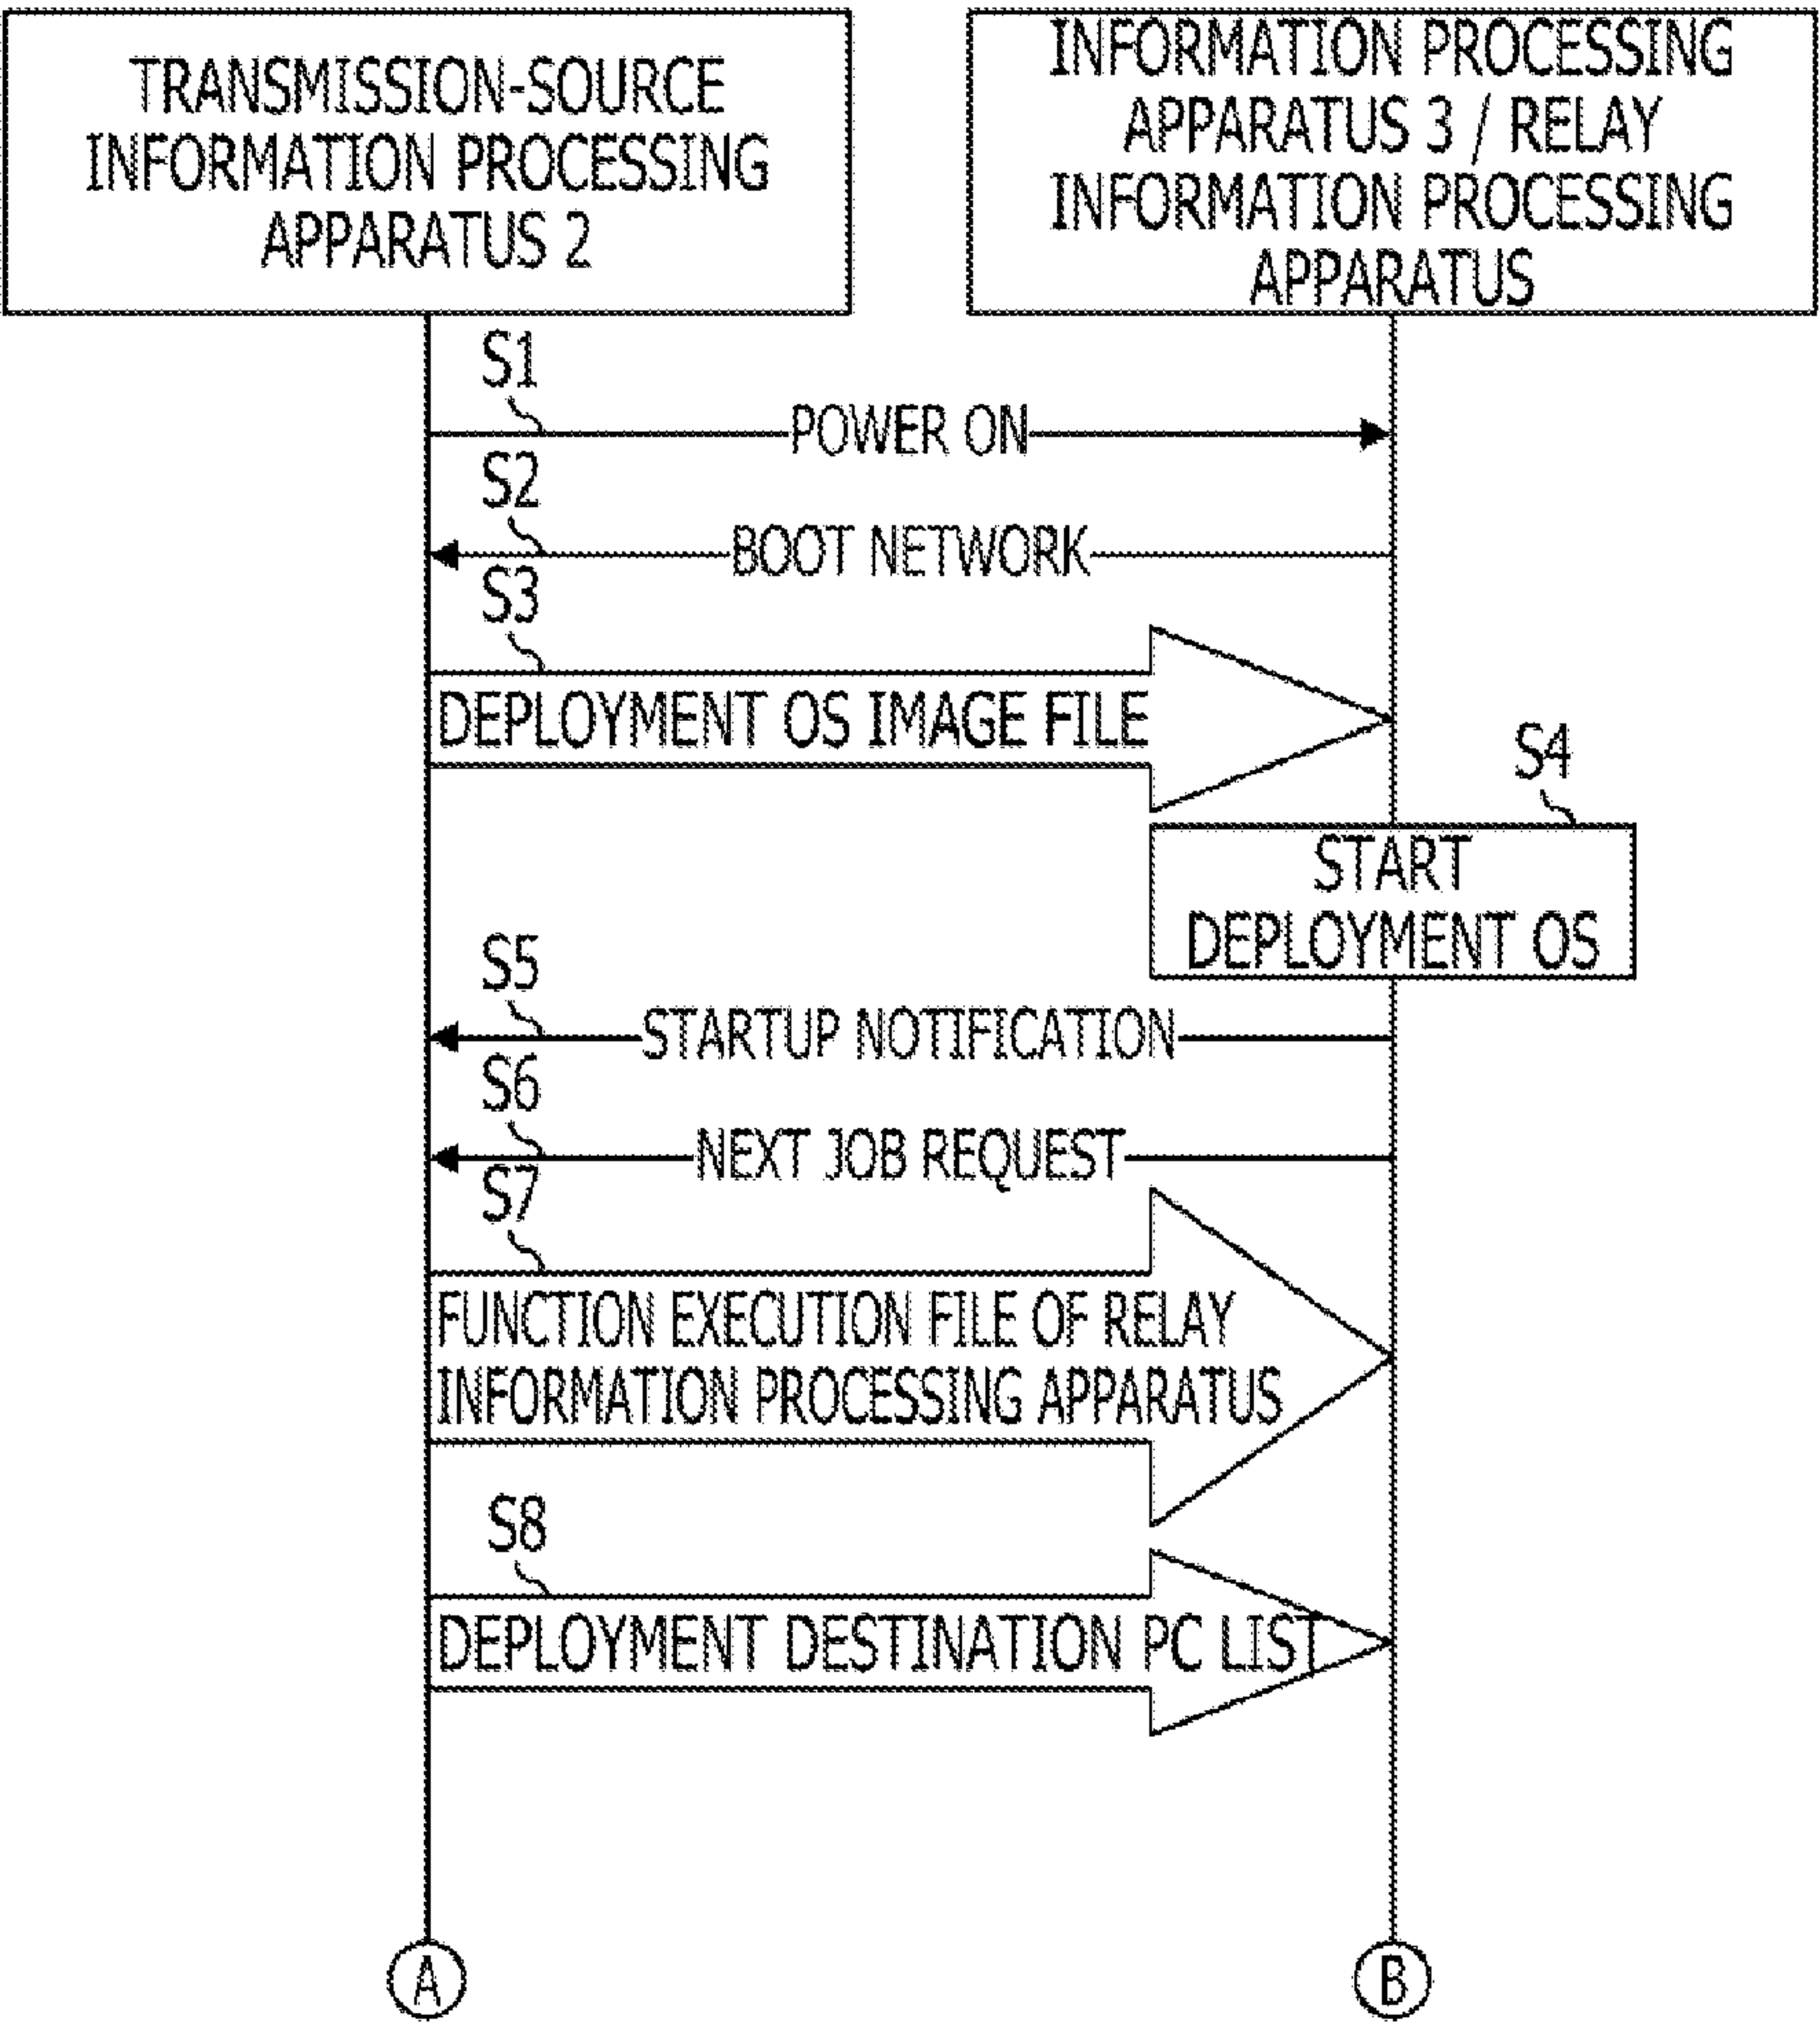 TRANSMISSION-SOURCE
INFORMATION PROCESSING
APPARATUS 2
INFORMATION PROCESSING
APPARATUS 3 / RELAY
INFORMATION PROCESSING
APPARATUS
S1
POWER ON
S2
BOOT NETWORK
S3
DEPLOYMENT OS IMAGE FILE
S4
START
DEPLOYMENT OS
S5
STARTUP NOTIFICATION
S6
NEXT JOB REQUEST
S7
FUNCTION EXECUTION FILE OF RELAY
INFORMATION PROCESSING APPARATUS
S8
DEPLOYMENT DESTINATION PC LIST
A
B